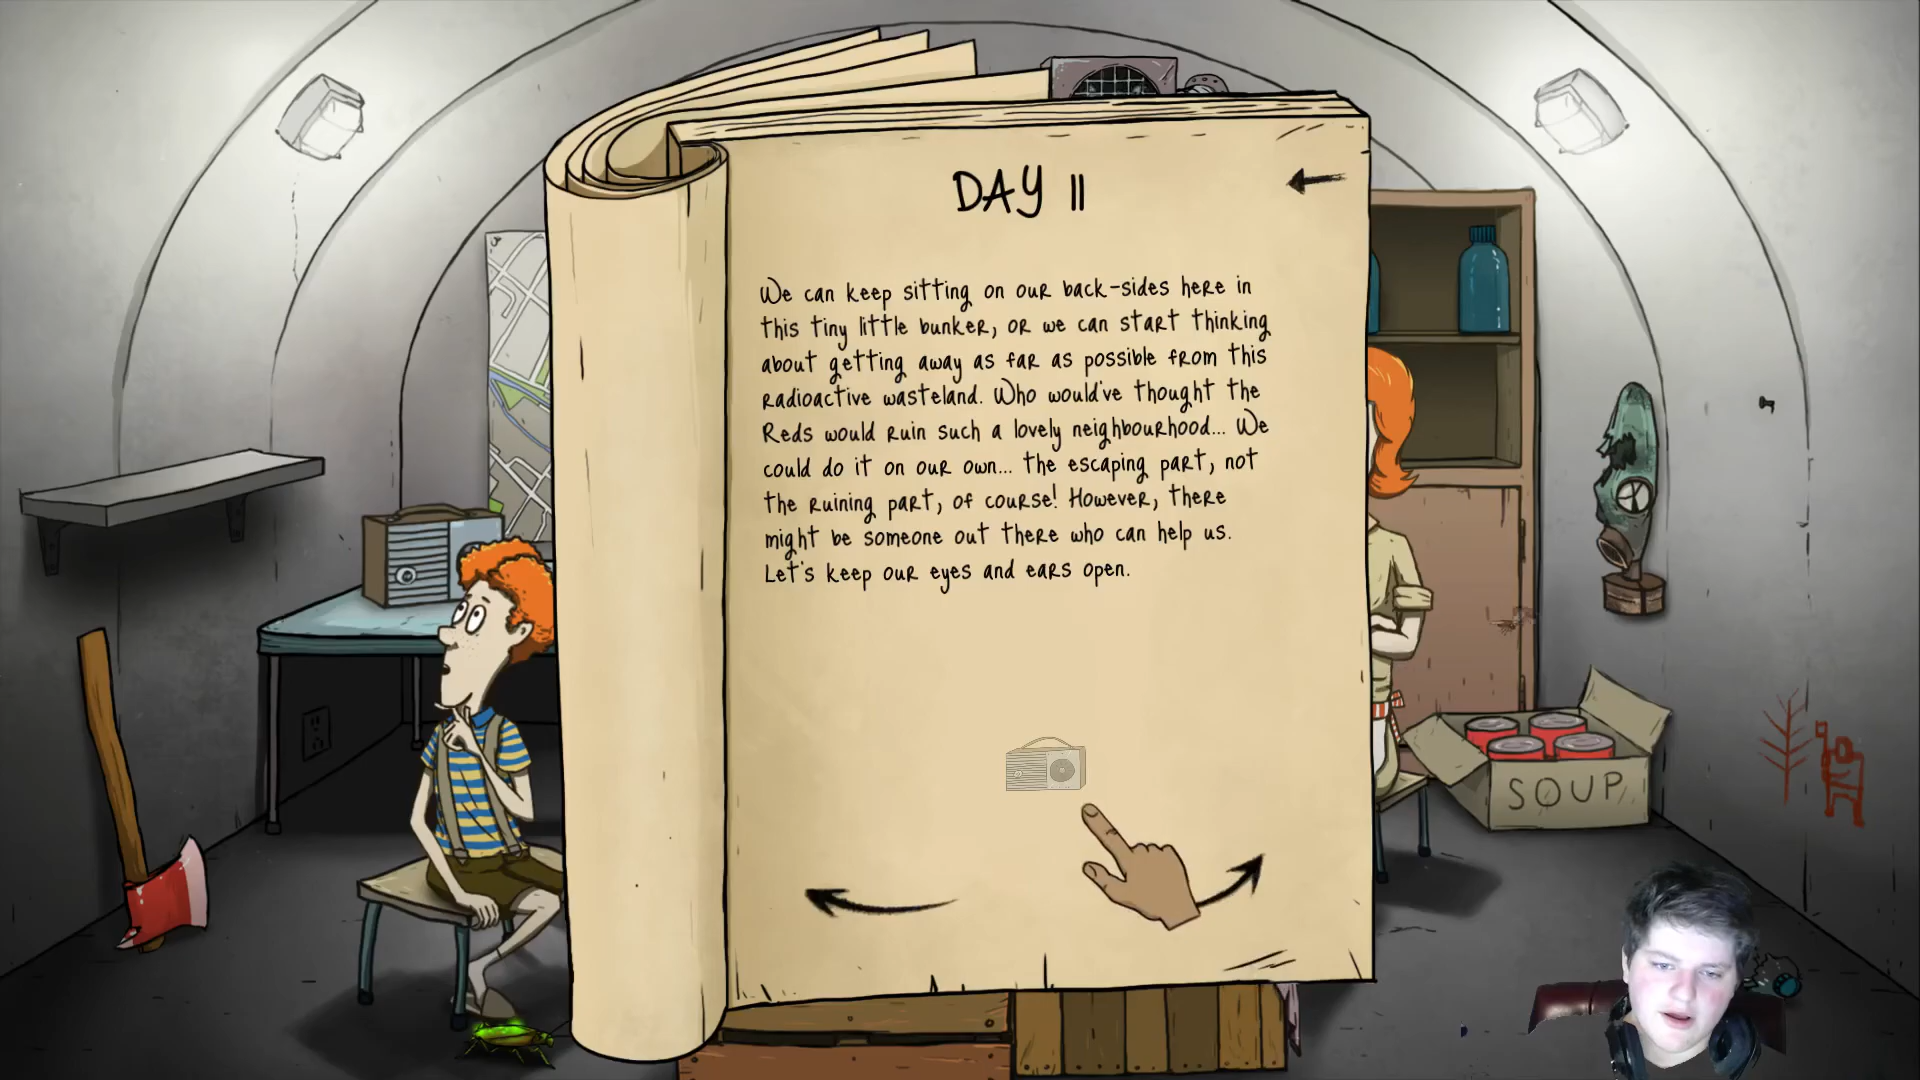 DAY 11
We can keep sitting on our back-sides here in
this tiny little bunker, or we can start thinking
about getting away as far as possible from this
radioactive wasteland. Who would've thought the
Reds would ruin such a lovely neighbourhood... We
could do it on our own... the escaping part, not
the ruining part, of course! However, there
might be someone out there who can help us.
Let's keep our eyes and ears open.
SOUP